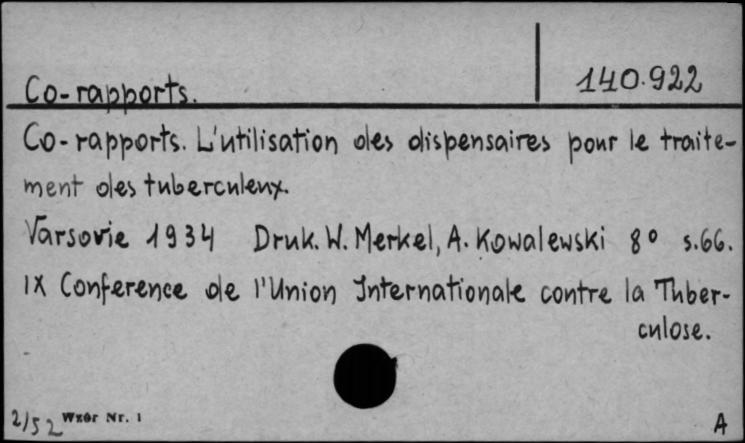 140.922
Co-rapports.
Co-rapports. L'utilisation des dispensaires pour le traite-
ment des tuberculeux.
Varsovie 1934 Druk. W. Merkel, A. Kowalewski 8° s.66.
IX Conference de l'Union Internationale contre la Tuber-
culose.
2/52 Wzór Nr. 1
A